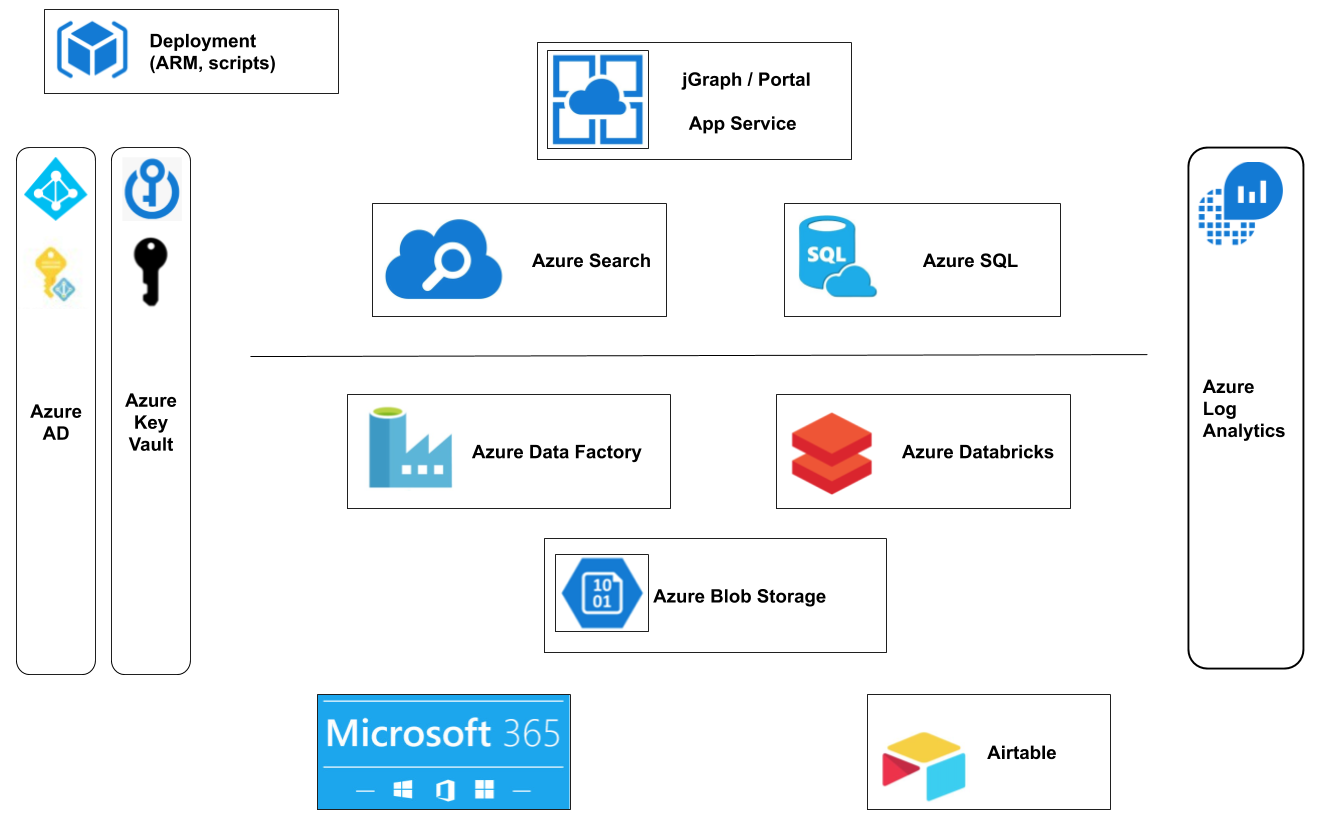 Deployment
(ARM, scripts)
jGraph / Portal
App Service
Azure Search
SQL
Azure SQL
Azure
AD
Azure
Key
Vault
Azure
Log
Analytics
Azure Data Factory
Azure Databricks
10
01
Azure Blob Storage
Microsoft 365
Airtable